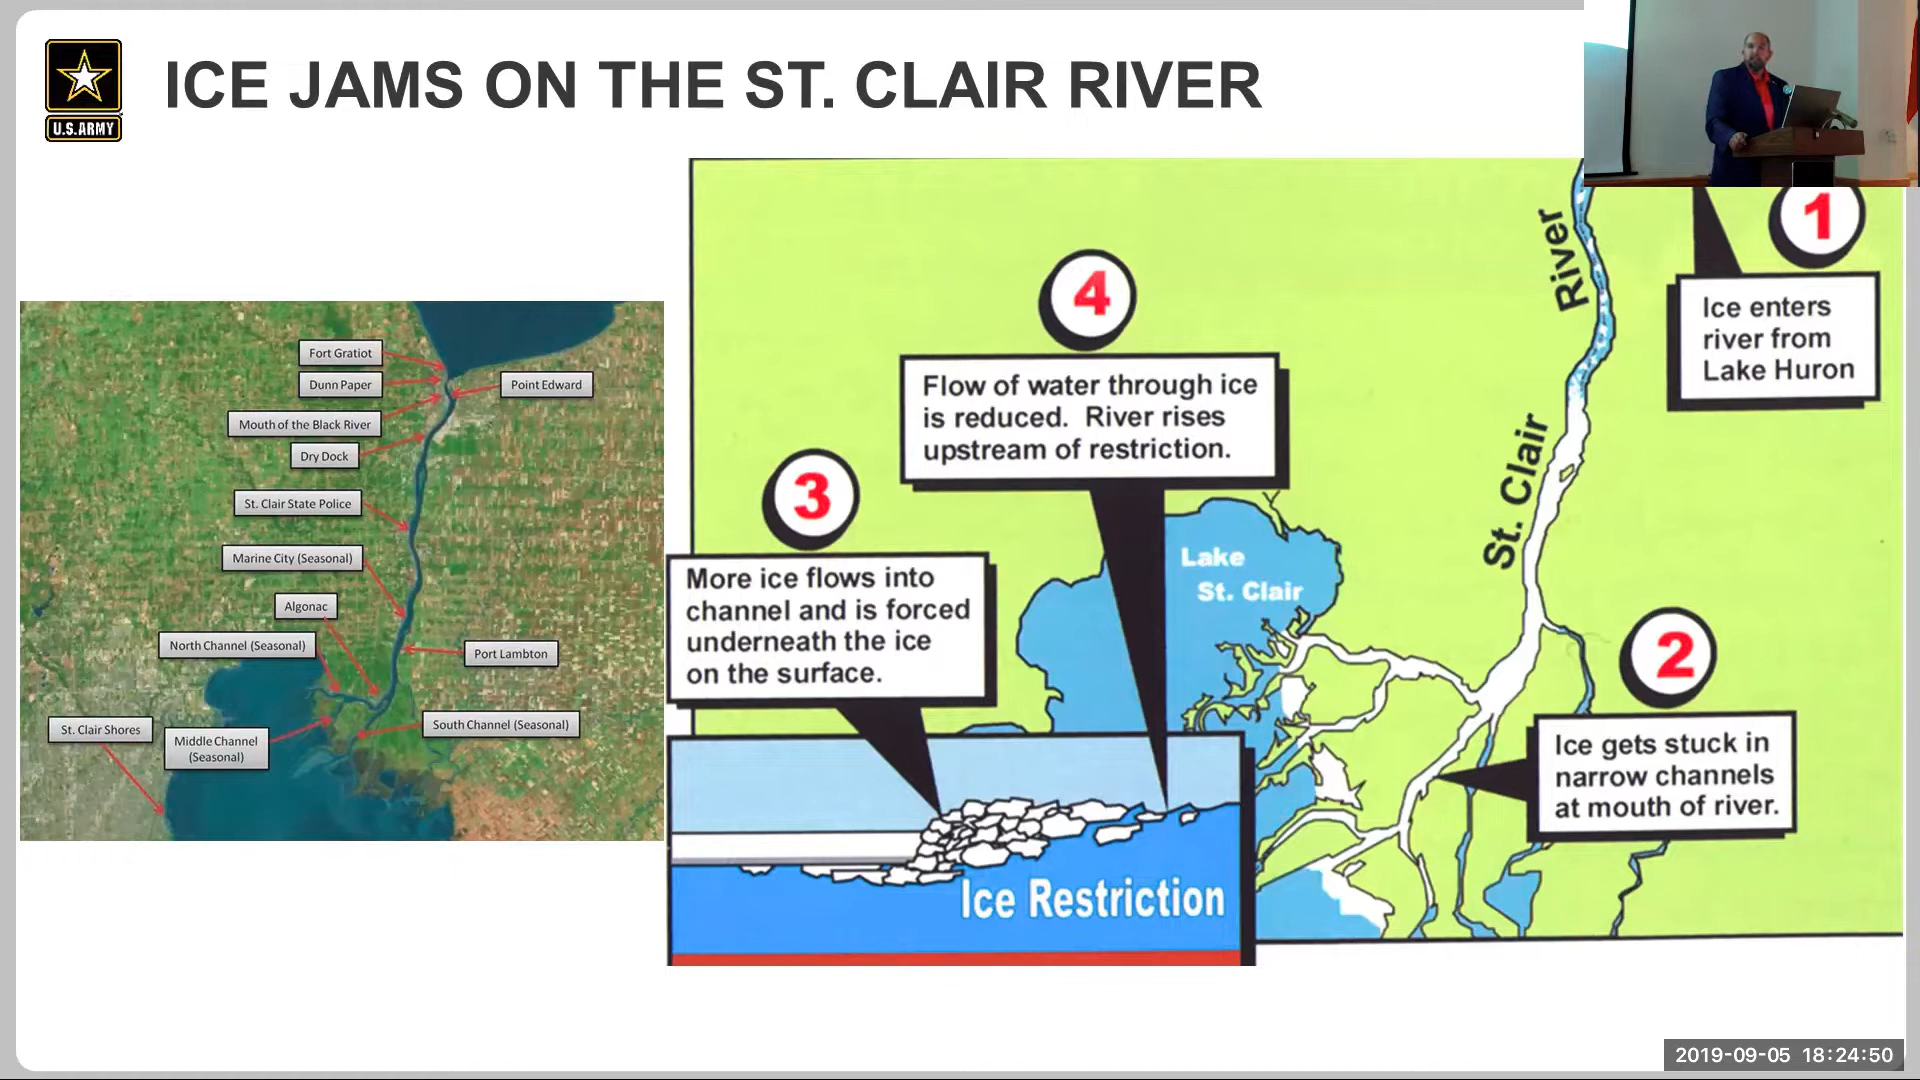 U.S.ARMY
ICE JAMS ON THE ST. CLAIR RIVER
Fort Gratiot
Dunn Paper
Point Edward
Mouth of the Black River
Dry Dock
St. Clair State Police
Marine City (Seasonal)
Algonac
North Channel (Seasonal)
Port Lambton
South Channel (Seasonal)
St. Clair Shores
Middle Channel
(Seasonal)
1
Ice enters
river from
Lake Huron
St. Clair River
2
Ice gets stuck in
narrow channels
at mouth of river.
3
More ice flows into
channel and is forced
underneath the ice
on the surface.
4
Flow of water through ice
is reduced. River rises
upstream of restriction.
Lake
St. Clair
Ice Restriction
2019-09-05 18:24:50